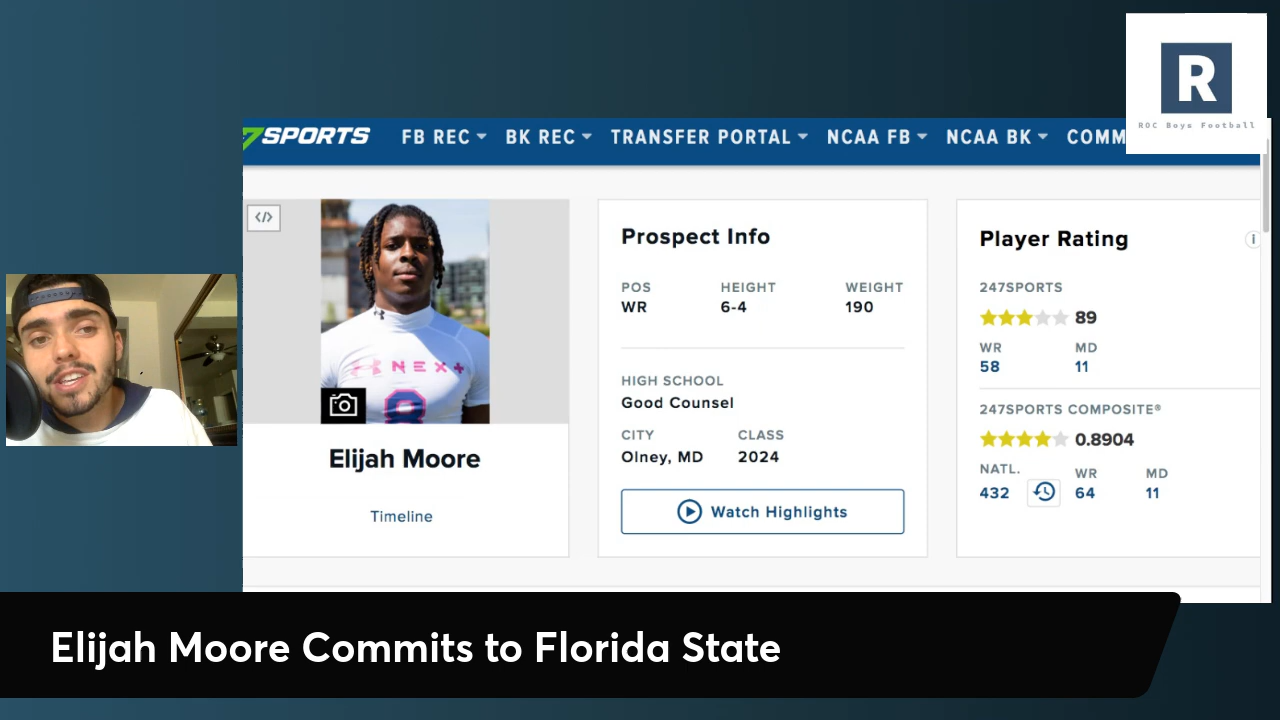 R
ROC Boys Football
7SPORTS FB REC BK REC TRANSFER PORTAL NCAA FB NCAA BK COMM
</>
NEXT
8
Elijah Moore
Timeline
Prospect Info
POS HEIGHT WEIGHT
WR 6-4 190
HIGH SCHOOL
Good Counsel
CITY CLASS
Olney, MD 2024
Watch Highlights
Player Rating
i
247SPORTS
89
WR MD
58 11
247SPORTS COMPOSITE®
0.8904
NATL. WR MD
432 64 11
Elijah Moore Commits to Florida State